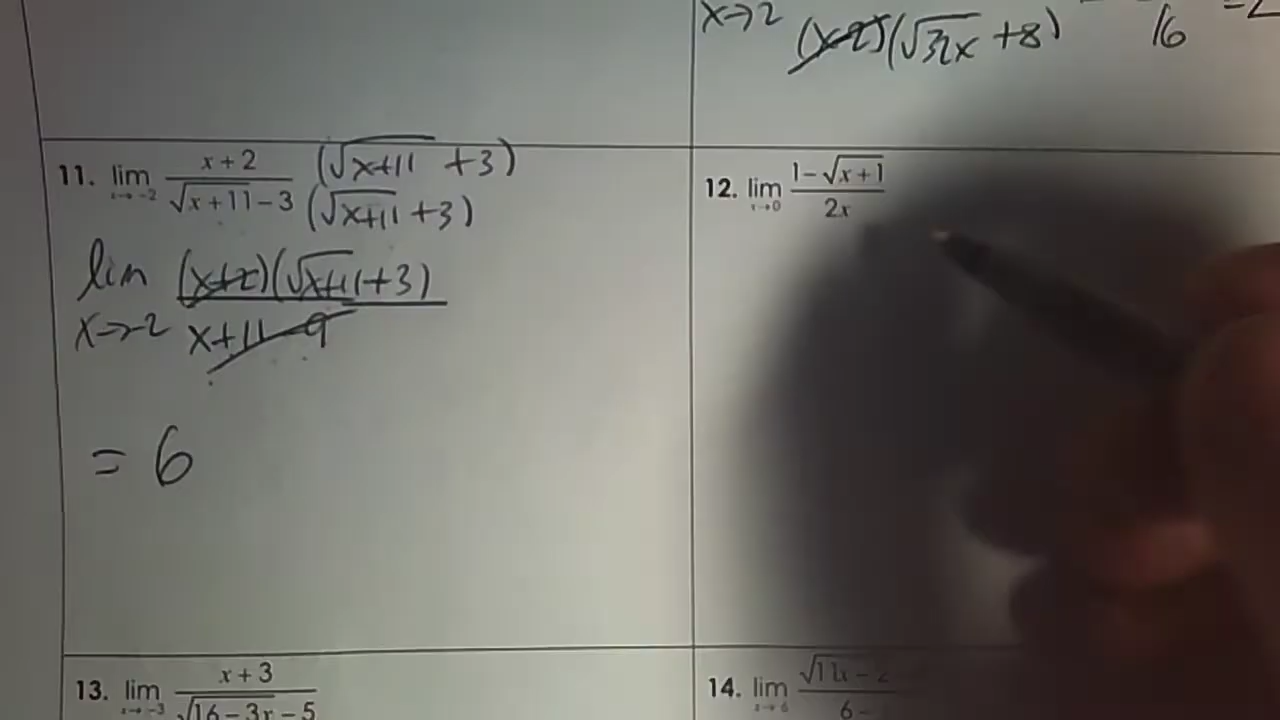 x→2 (x-2)(√32x +8) 16
11. lim x→-2 x+2 / √x+11 -3 (√x+11 +3) / (√x+11 +3)
lim x→-2 (x+2)(√x+11 +3) / x+11-9
= 6
12. lim x→0 1-√x+1 / 2x
13. lim x→-3 x+3 / √16-3x -5
14. lim x→6 6-